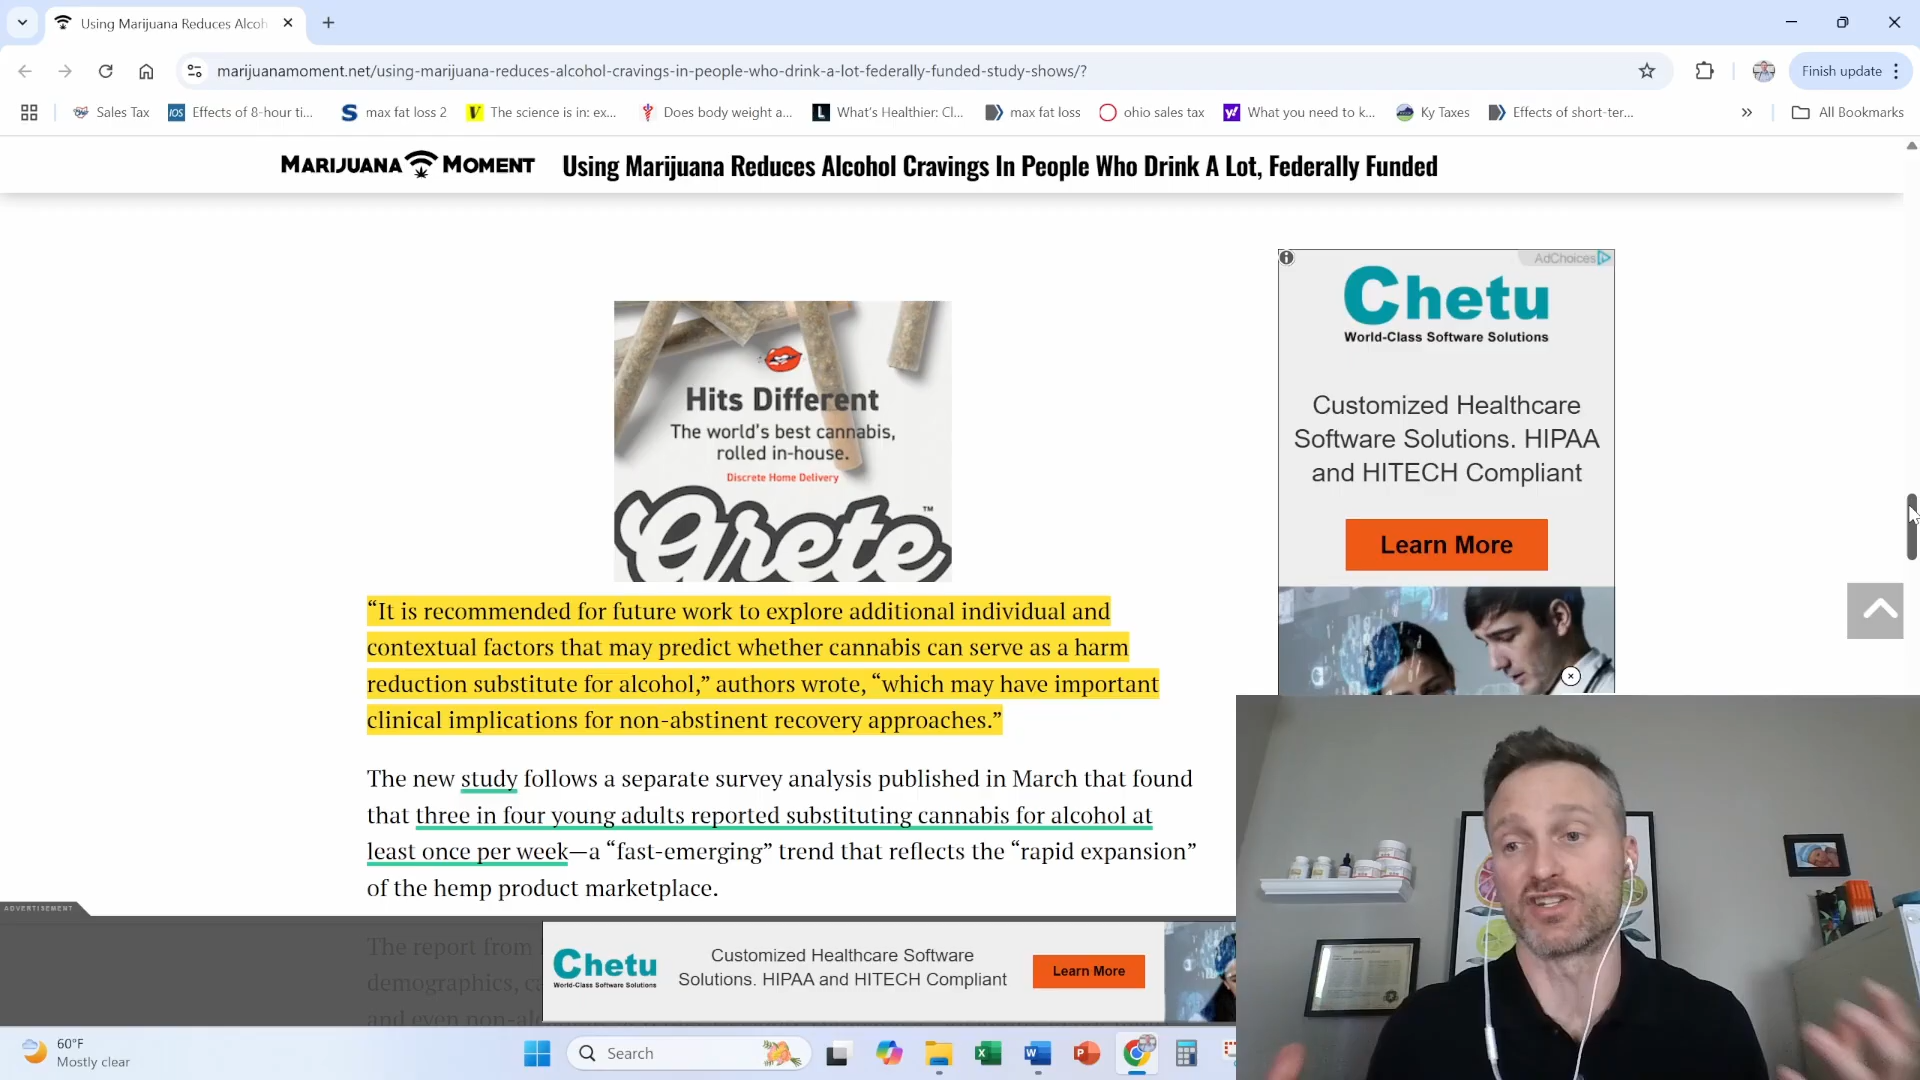 Using Marijuana Reduces Alcoh
marijuanamoment.net/using-marijuana-reduces-alcohol-cravings-in-people-who-drink-a-lot-federally-funded-study-shows/?
Finish update
Sales Tax
IOS Effects of 8-hour ti...
S max fat loss 2
V The science is in: ex...
Does body weight a...
L What's Healthier: Cl...
max fat loss
ohio sales tax
y! What you need to k...
Ky Taxes
Effects of short-ter...
»
All Bookmarks
MARIJUANA MOMENT
Using Marijuana Reduces Alcohol Cravings In People Who Drink A Lot, Federally Funded
Hits Different
The world's best cannabis,
rolled in-house.
Discrete Home Delivery
Grete™
AdChoices
Chetu
World-Class Software Solutions
Customized Healthcare
Software Solutions. HIPAA
and HITECH Compliant
Learn More
“It is recommended for future work to explore additional individual and
contextual factors that may predict whether cannabis can serve as a harm
reduction substitute for alcohol,” authors wrote, “which may have important
clinical implications for non-abstinent recovery approaches.”
The new study follows a separate survey analysis published in March that found
that three in four young adults reported substituting cannabis for alcohol at
least once per week—a “fast-emerging” trend that reflects the “rapid expansion”
of the hemp product marketplace.
ADVERTISEMENT
The report from
demographics, ca
and even non-al
Chetu
World-Class Software Solutions
Customized Healthcare Software
Solutions. HIPAA and HITECH Compliant
Learn More
60°F
Mostly clear
Search